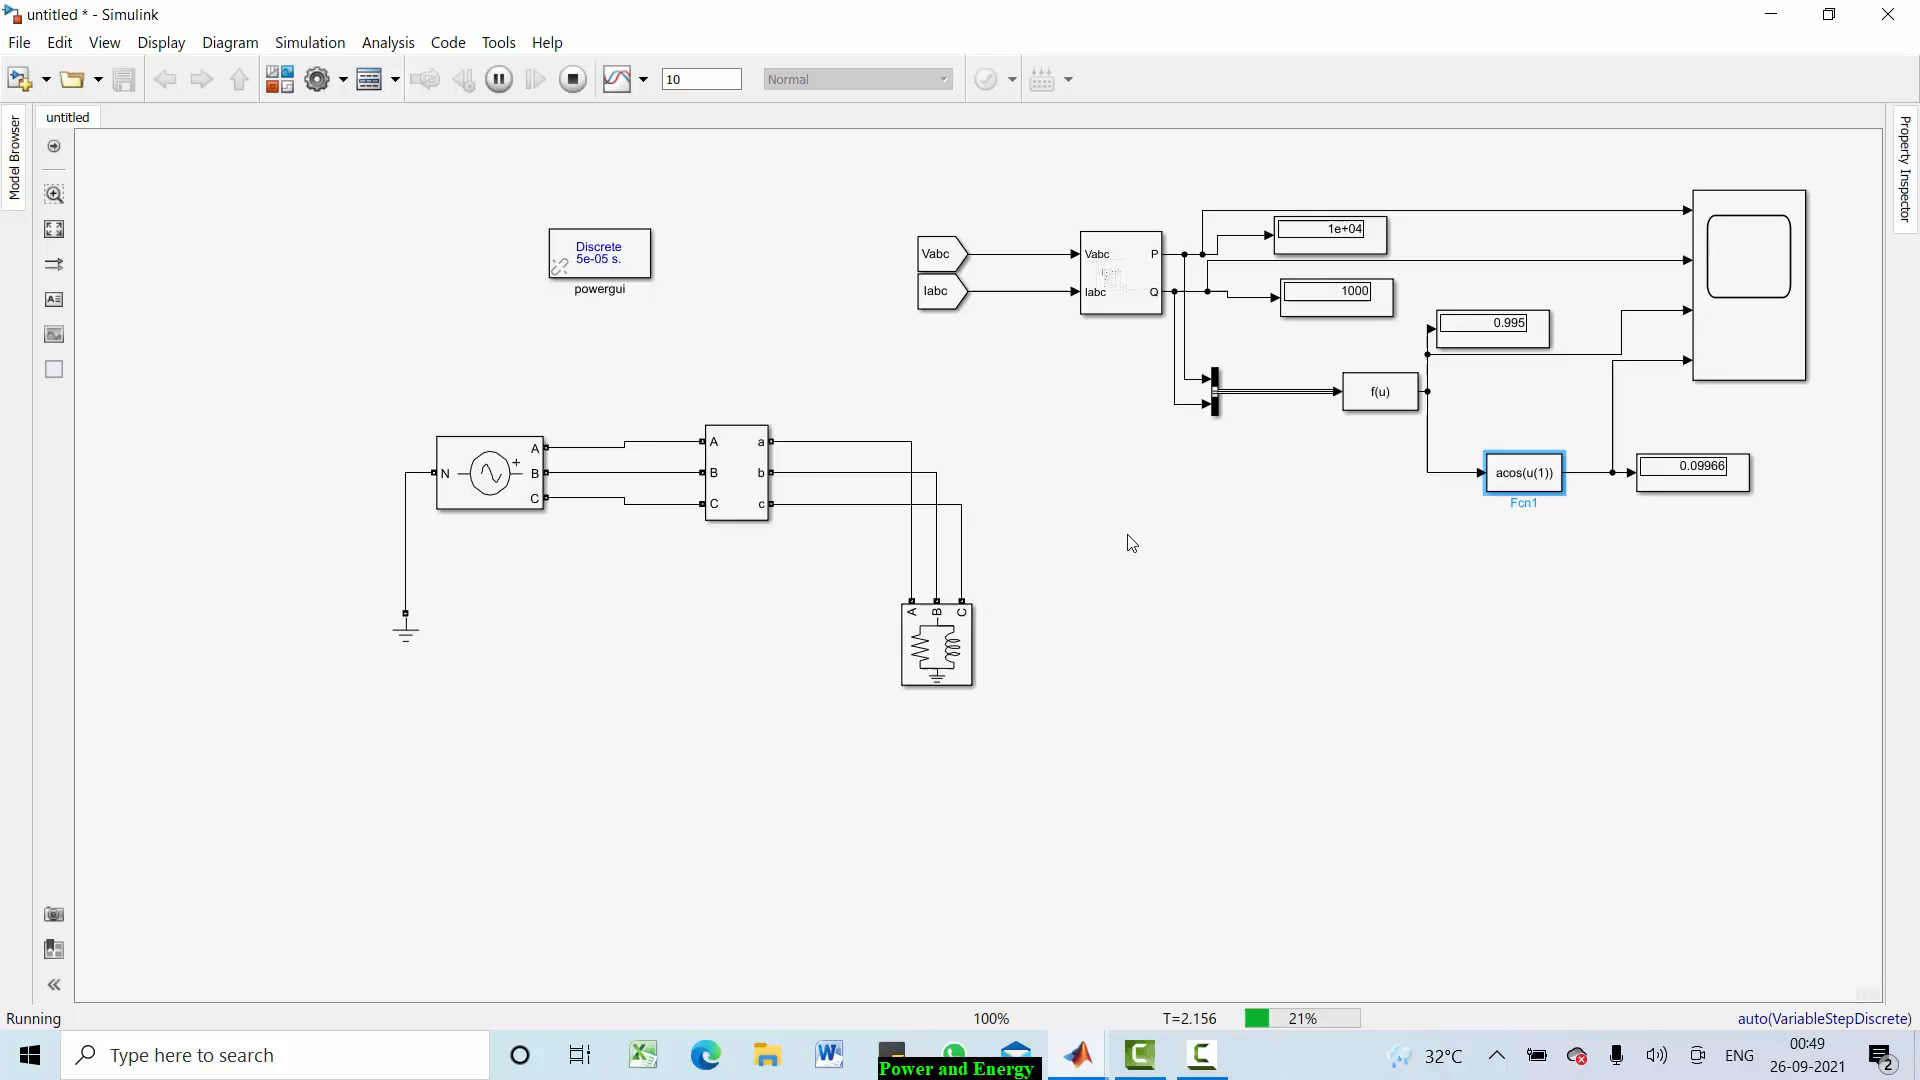 untitled * - Simulink
File Edit View Display Diagram Simulation Analysis Code Tools Help
10
Normal
untitled
Model Browser
Property Inspector
Discrete
5e-05 s.
powergui
Vabc
Iabc
Vabc
Iabc
P
Q
1e+04
1000
0.995
f(u)
acos(u(1))
Fcn1
0.09966
N
+
A
B
C
A
B
C
a
b
c
A
B
C
Running
100%
T=2.156
21%
auto(VariableStepDiscrete)
Type here to search
Power and Energy
32°C
ENG
00:49
26-09-2021
2